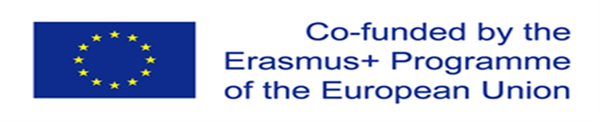 Co-funded by the
Erasmus+ Programme
of the European Union